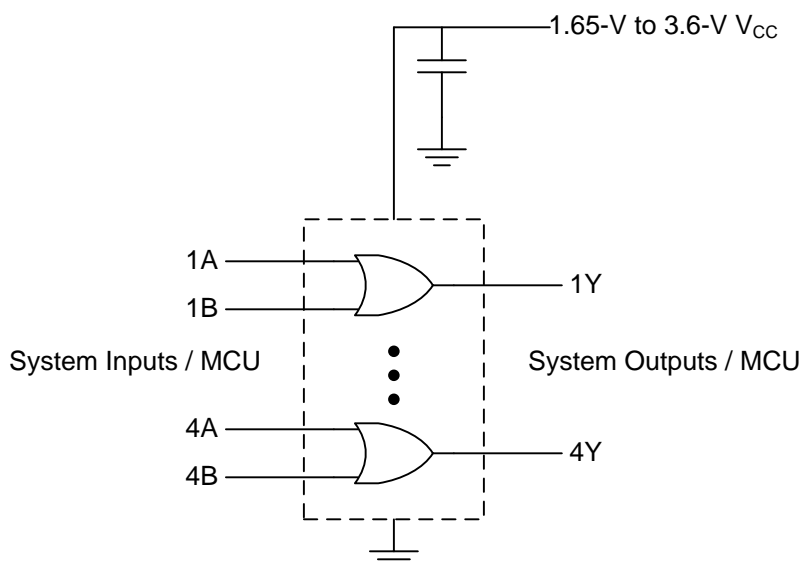 1.65-V to 3.6-V VCC
1A
1Y
1B
System Inputs / MCU
System Outputs / MCU
4A
4Y
4B